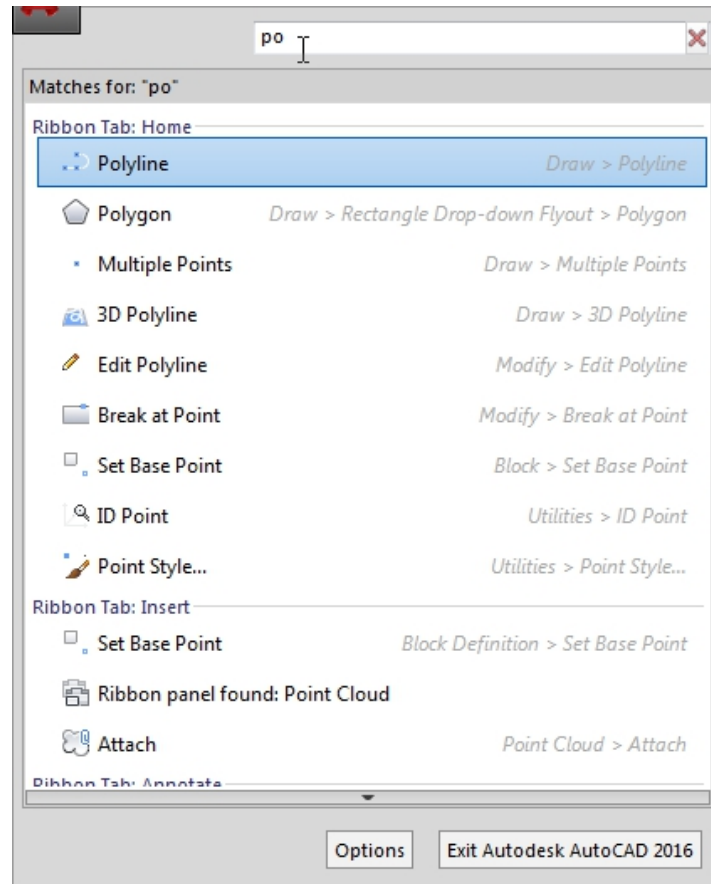 po
Matches for: "po"
Ribbon Tab: Home
Polyline Draw > Polyline
Polygon Draw > Rectangle Drop-down Flyout > Polygon
Multiple Points Draw > Multiple Points
3D Polyline Draw > 3D Polyline
Edit Polyline Modify > Edit Polyline
Break at Point Modify > Break at Point
Set Base Point Block > Set Base Point
ID Point Utilities > ID Point
Point Style... Utilities > Point Style...
Ribbon Tab: Insert
Set Base Point Block Definition > Set Base Point
Ribbon panel found: Point Cloud
Attach Point Cloud > Attach
Ribbon Tab: Annotate
Options Exit Autodesk AutoCAD 2016